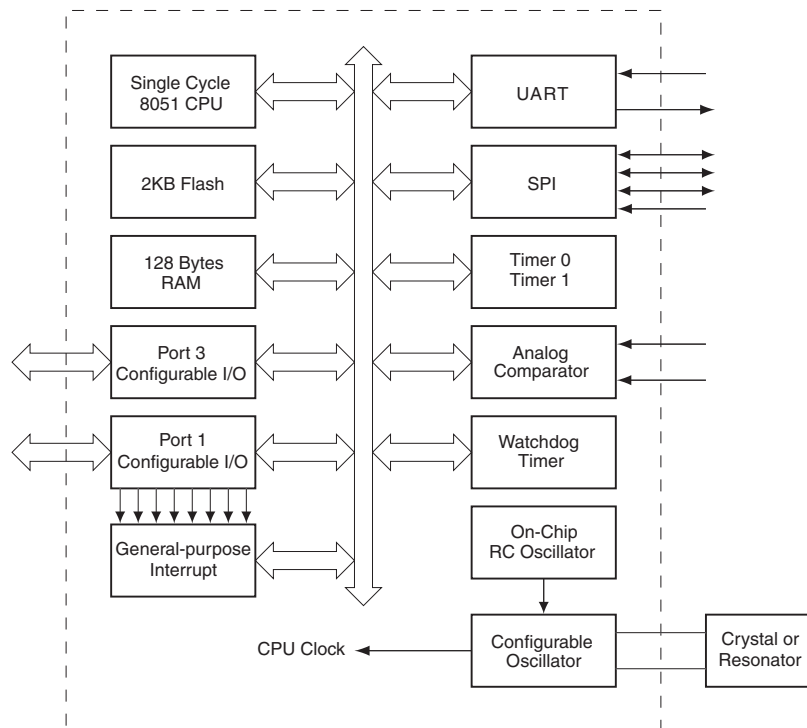 Single Cycle
8051 CPU
UART
2KB Flash
SPI
128 Bytes
RAM
Timer 0
Timer 1
Port 3
Configurable I/O
Analog
Comparator
Port 1
Configurable I/O
Watchdog
Timer
General-purpose
Interrupt
On-Chip
RC Oscillator
CPU Clock
Configurable
Oscillator
Crystal or
Resonator